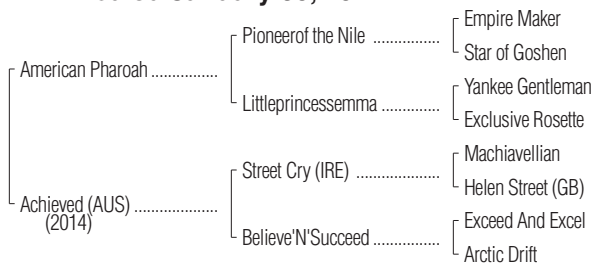 Pioneerof the Nile ................
Empire Maker
Star of Goshen
American Pharoah ................
Littleprincessemma ..............
Yankee Gentleman
Exclusive Rosette
Street Cry (IRE) ....................
Machiavellian
Helen Street (GB)
Achieved (AUS) ....................
(2014)
Believe'N'Succeed ................
Exceed And Excel
Arctic Drift